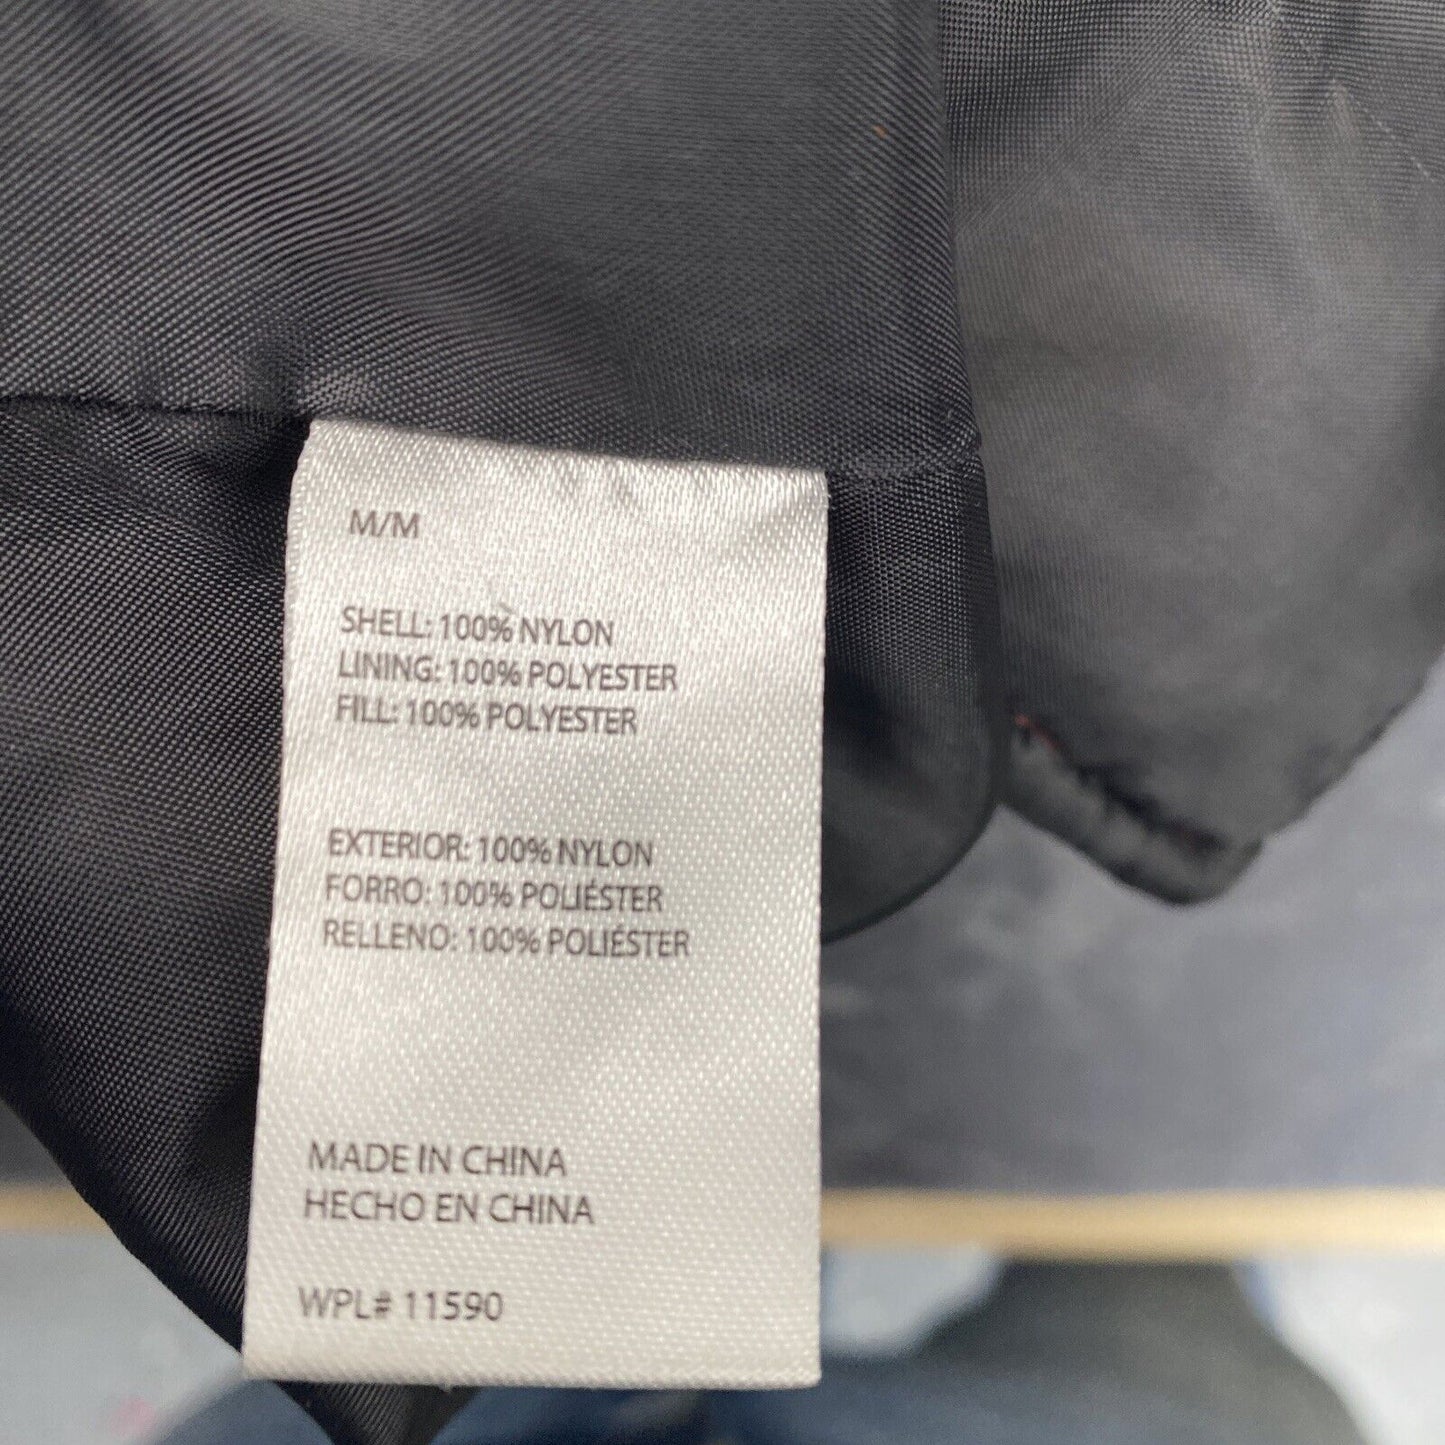 M/M
SHELL: 100% NYLON
LINING: 100% POLYESTER
FILL: 100% POLYESTER
EXTERIOR: 100% NYLON
FORRO: 100% POLIÉSTER
RELLENO: 100% POLIÉSTER
MADE IN CHINA
HECHO EN CHINA
WPL# 11590